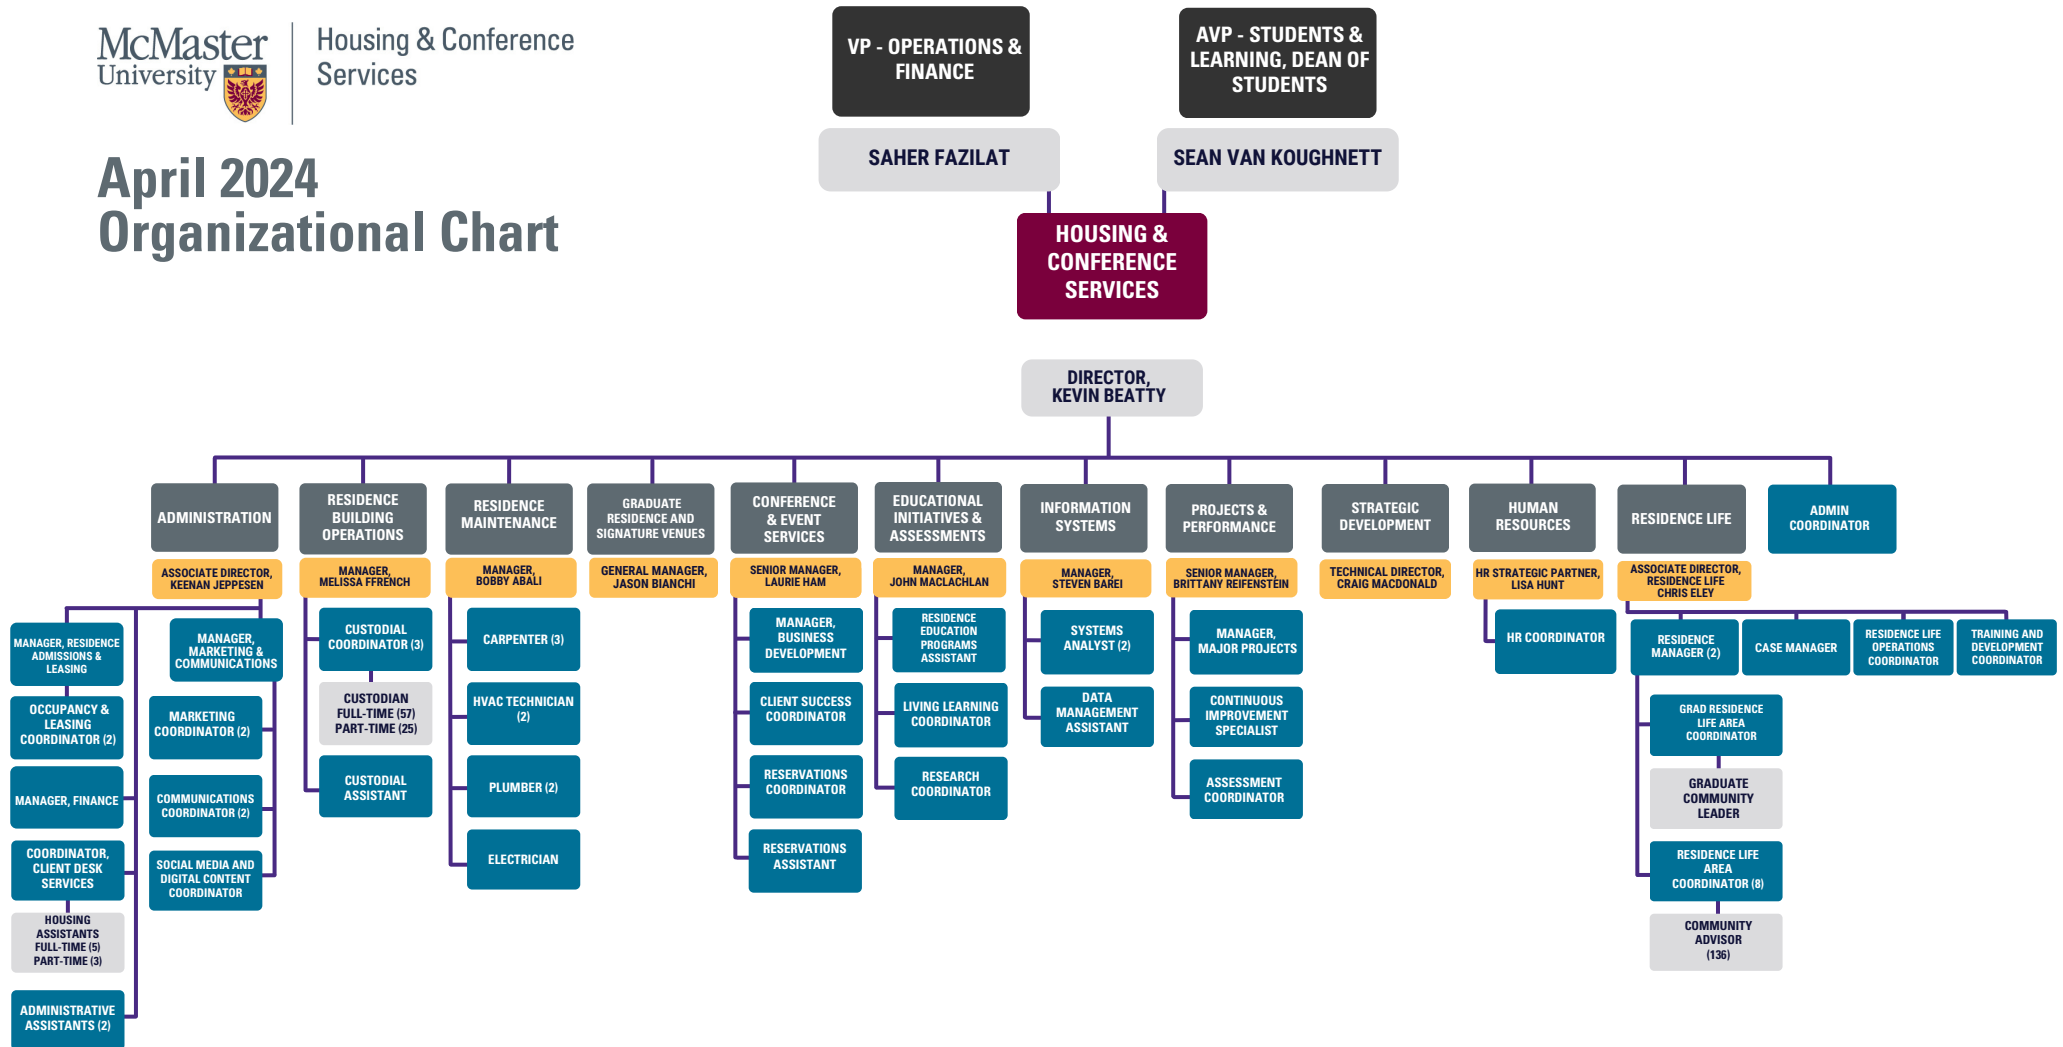 McMaster
University
Housing & Conference
Services
April 2024
Organizational Chart
VP - OPERATIONS &
FINANCE
AVP - STUDENTS &
LEARNING, DEAN OF
STUDENTS
SAHER FAZILAT
SEAN VAN KOUGHNETT
HOUSING &
CONFERENCE
SERVICES
DIRECTOR,
KEVIN BEATTY
ADMINISTRATION
RESIDENCE
BUILDING
OPERATIONS
RESIDENCE
MAINTENANCE
GRADUATE
RESIDENCE AND
SIGNATURE VENUES
CONFERENCE
& EVENT
SERVICES
EDUCATIONAL
INITIATIVES &
ASSESSMENTS
INFORMATION
SYSTEMS
PROJECTS &
PERFORMANCE
STRATEGIC
DEVELOPMENT
HUMAN
RESOURCES
RESIDENCE LIFE
ADMIN
COORDINATOR
ASSOCIATE DIRECTOR,
KEENAN JEPPESEN
MANAGER,
MELISSA FFRENCH
MANAGER,
BOBBY ABALI
GENERAL MANAGER,
JASON BIANCHI
SENIOR MANAGER,
LAURIE HAM
MANAGER,
JOHN MACLACHLAN
MANAGER,
STEVEN BAREI
SENIOR MANAGER,
BRITTANY REIFENSTEIN
TECHNICAL DIRECTOR,
CRAIG MACDONALD
HR STRATEGIC PARTNER,
LISA HUNT
ASSOCIATE DIRECTOR,
RESIDENCE LIFE
CHRIS ELEY
MANAGER, RESIDENCE
ADMISSIONS &
LEASING
OCCUPANCY &
LEASING
COORDINATOR (2)
MANAGER, FINANCE
COORDINATOR,
CLIENT DESK
SERVICES
HOUSING
ASSISTANTS
FULL-TIME (5)
PART-TIME (3)
ADMINISTRATIVE
ASSISTANTS (2)
MANAGER,
MARKETING &
COMMUNICATIONS
MARKETING
COORDINATOR (2)
COMMUNICATIONS
COORDINATOR (2)
SOCIAL MEDIA AND
DIGITAL CONTENT
COORDINATOR
CUSTODIAL
COORDINATOR (3)
CUSTODIAN
FULL-TIME (57)
PART-TIME (25)
CUSTODIAL
ASSISTANT
CARPENTER (3)
HVAC TECHNICIAN
(2)
PLUMBER (2)
ELECTRICIAN
MANAGER,
BUSINESS
DEVELOPMENT
CLIENT SUCCESS
COORDINATOR
RESERVATIONS
COORDINATOR
RESERVATIONS
ASSISTANT
RESIDENCE
EDUCATION
PROGRAMS
ASSISTANT
LIVING LEARNING
COORDINATOR
RESEARCH
COORDINATOR
SYSTEMS
ANALYST (2)
DATA
MANAGEMENT
ASSISTANT
MANAGER,
MAJOR PROJECTS
CONTINUOUS
IMPROVEMENT
SPECIALIST
ASSESSMENT
COORDINATOR
HR COORDINATOR
RESIDENCE
MANAGER (2)
CASE MANAGER
RESIDENCE LIFE
OPERATIONS
COORDINATOR
TRAINING AND
DEVELOPMENT
COORDINATOR
GRAD RESIDENCE
LIFE AREA
COORDINATOR
GRADUATE
COMMUNITY
LEADER
RESIDENCE LIFE
AREA
COORDINATOR (8)
COMMUNITY
ADVISOR
(136)